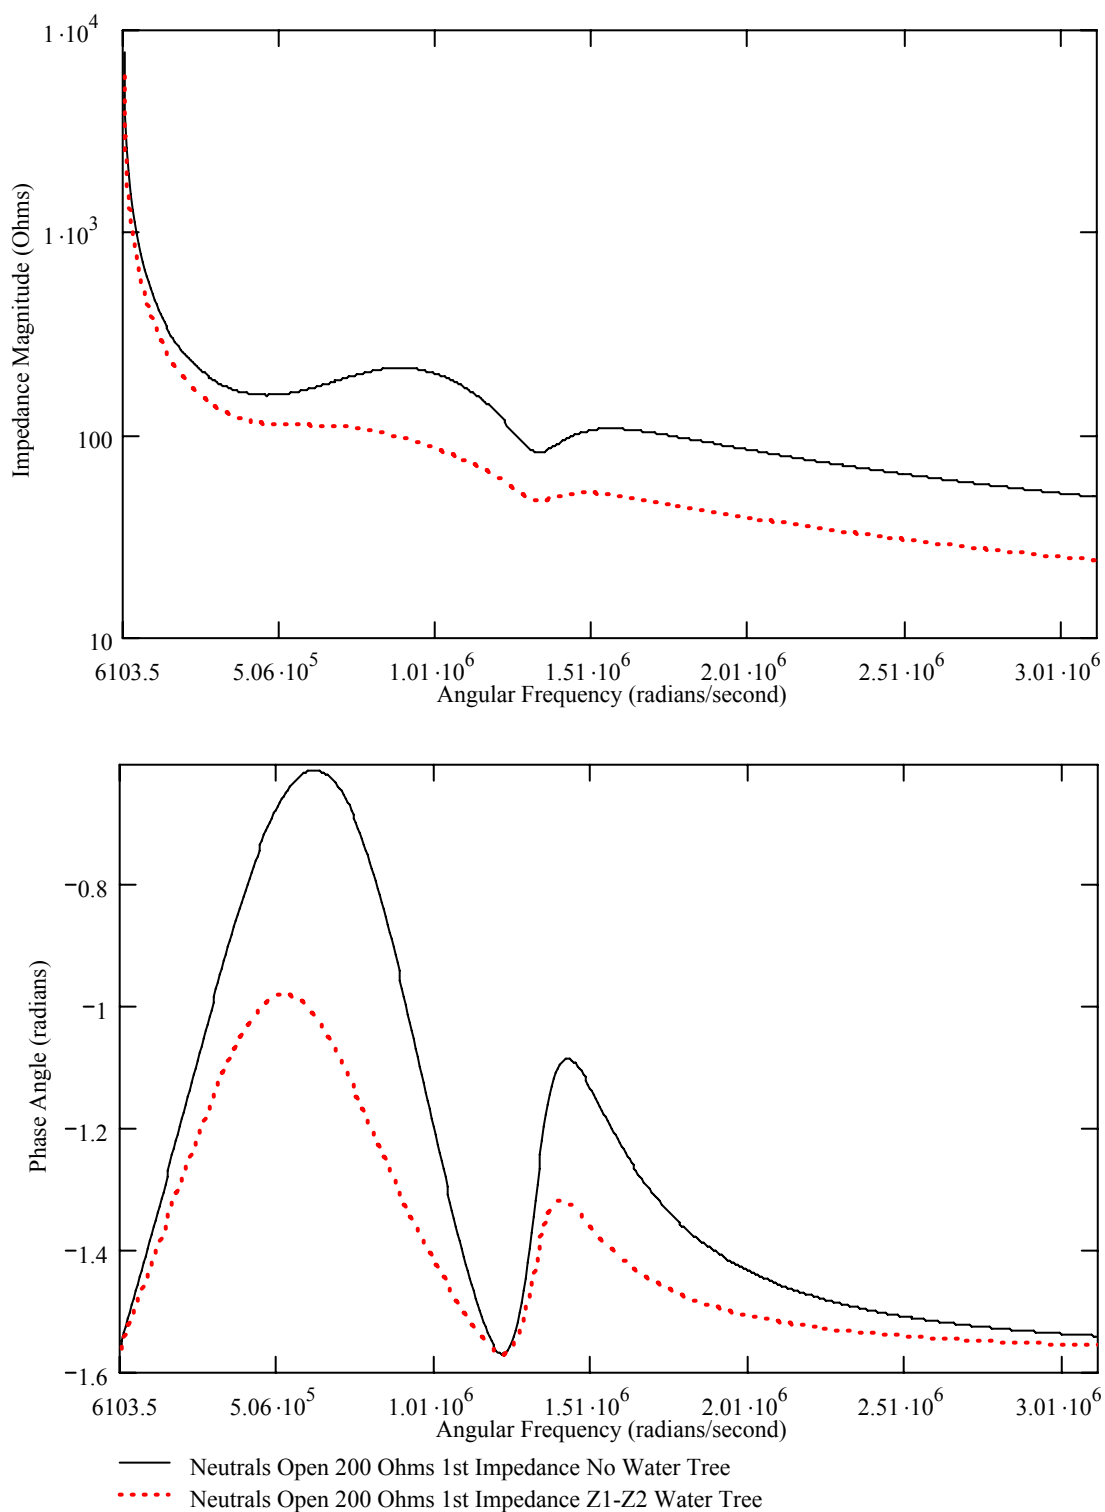 1·10^4
1·10^3
100
10
Impedance Magnitude (Ohms)
6103.5 5.06·10^5 1.01·10^6 1.51·10^6 2.01·10^6 2.51·10^6 3.01·10^6
Angular Frequency (radians/second)
−0.8
−1
−1.2
−1.4
−1.6
Phase Angle (radians)
6103.5 5.06·10^5 1.01·10^6 1.51·10^6 2.01·10^6 2.51·10^6 3.01·10^6
Angular Frequency (radians/second)
Neutrals Open 200 Ohms 1st Impedance No Water Tree
Neutrals Open 200 Ohms 1st Impedance Z1-Z2 Water Tree